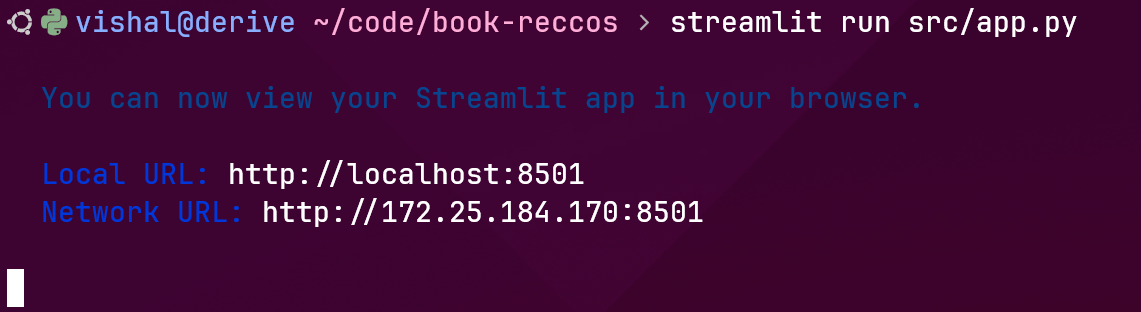 vishal@derive ~/code/book-reccos > streamlit run src/app.py
You can now view your Streamlit app in your browser.
Local URL: http://localhost:8501
Network URL: http://172.25.184.170:8501